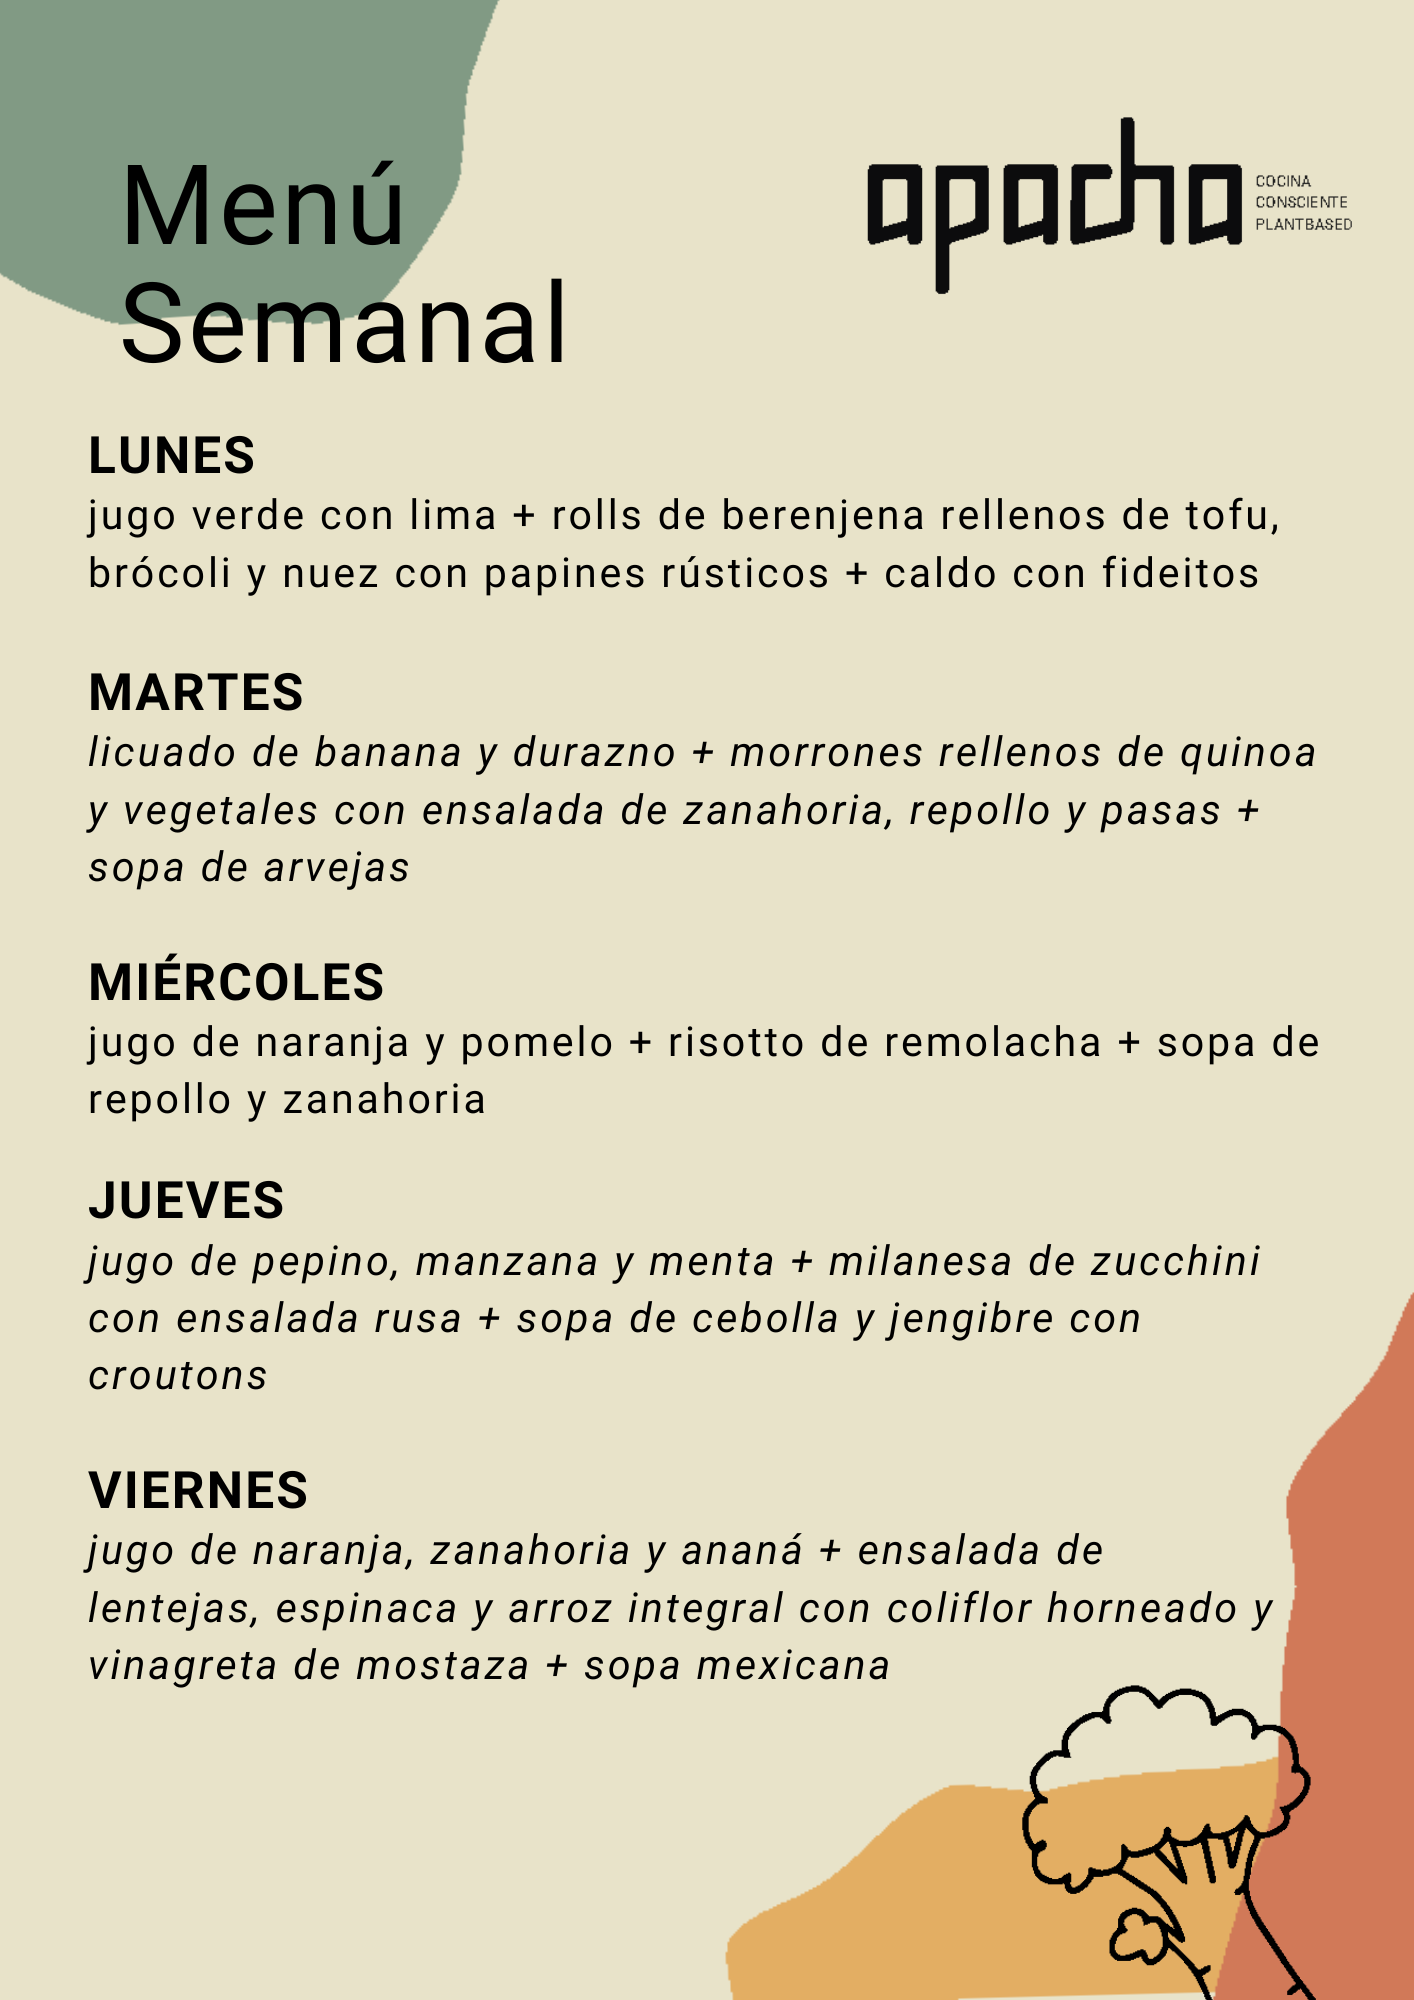 Menú
Semanal
apacha
COCINA
CONSCIENTE
PLANTBASED
LUNES
jugo verde con lima + rolls de berenjena rellenos de tofu,
brócoli y nuez con papines rústicos + caldo con fideitos
MARTES
licuado de banana y durazno + morrones rellenos de quinoa
y vegetales con ensalada de zanahoria, repollo y pasas +
sopa de arvejas
MIÉRCOLES
jugo de naranja y pomelo + risotto de remolacha + sopa de
repollo y zanahoria
JUEVES
jugo de pepino, manzana y menta + milanesa de zucchini
con ensalada rusa + sopa de cebolla y jengibre con
croutons
VIERNES
jugo de naranja, zanahoria y ananá + ensalada de
lentejas, espinaca y arroz integral con coliflor horneado y
vinagreta de mostaza + sopa mexicana